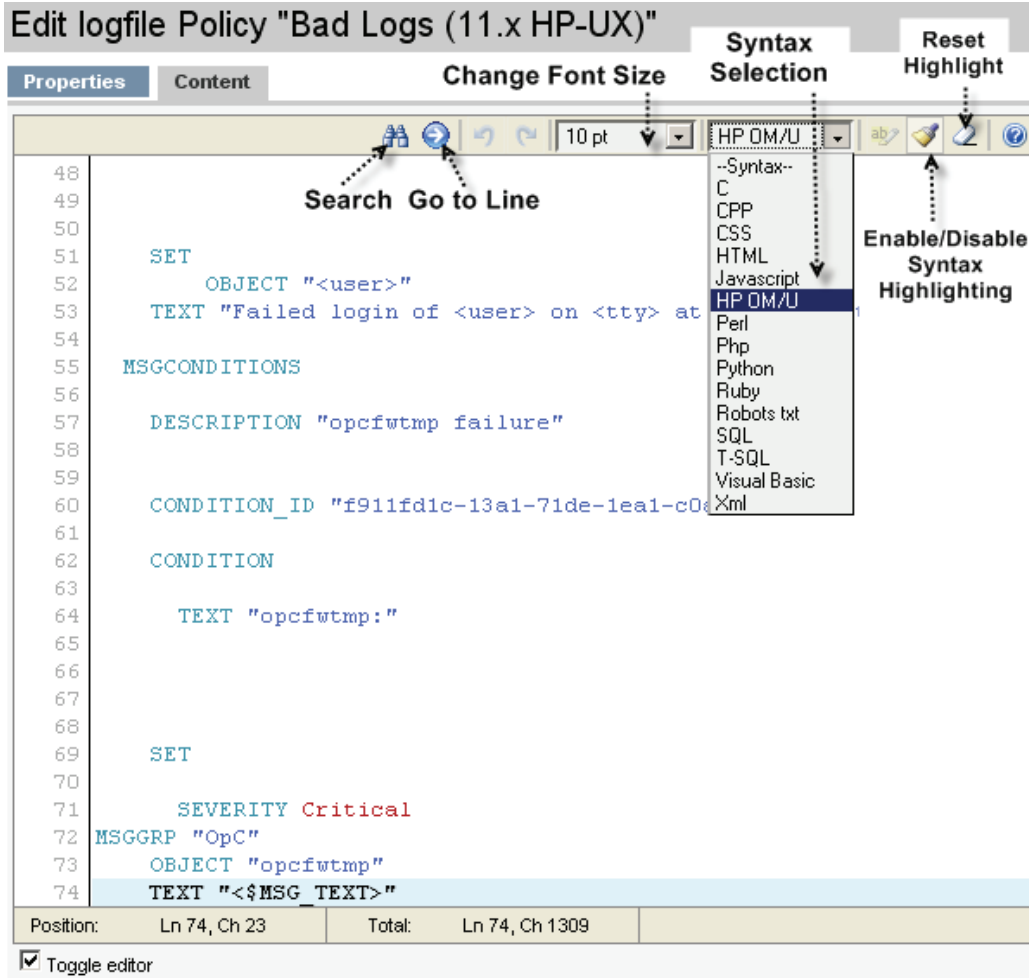 Edit logfile Policy "Bad Logs (11.x HP-UX)"
Properties
Content
Change Font Size
Syntax
Selection
Reset
Highlight
10 pt
HP OM/U
Search Go to Line
Enable/Disable
Syntax
Highlighting
--Syntax--
C
CPP
CSS
HTML
Javascript
HP OM/U
Perl
Php
Python
Ruby
Robots txt
SQL
T-SQL
Visual Basic
Xml
48
49
50
51 SET
52 OBJECT "<user>"
53 TEXT "Failed login of <user> on <tty> at
54
55 MSGCONDITIONS
56
57 DESCRIPTION "opcfwtmp failure"
58
59
60 CONDITION_ID "f911fd1c-13a1-71de-1ea1-c0a
61
62 CONDITION
63
64 TEXT "opcfwtmp:"
65
66
67
68
69 SET
70
71 SEVERITY Critical
72 MSGGRP "OpC"
73 OBJECT "opcfwtmp"
74 TEXT "<$MSG_TEXT>"
Position: Ln 74, Ch 23 Total: Ln 74, Ch 1309
Toggle editor